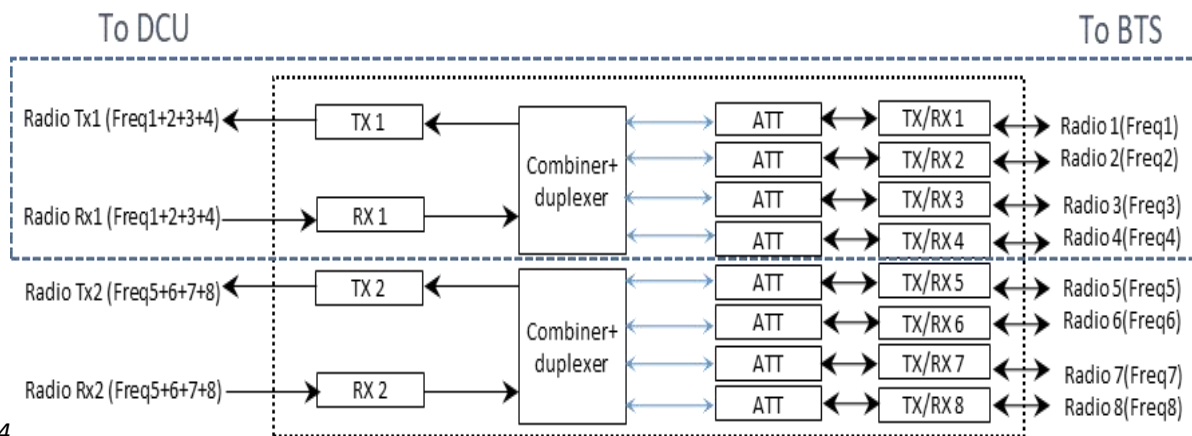 To DCU
To BTS
Radio Tx1 (Freq1+2+3+4)
TX 1
Combiner+
duplexer
ATT
TX/RX 1
Radio 1(Freq1)
ATT
TX/RX 2
Radio 2(Freq2)
Radio Rx1 (Freq1+2+3+4)
RX 1
ATT
TX/RX 3
Radio 3(Freq3)
ATT
TX/RX 4
Radio 4(Freq4)
Radio Tx2 (Freq5+6+7+8)
TX 2
Combiner+
duplexer
ATT
TX/RX 5
Radio 5(Freq5)
ATT
TX/RX 6
Radio 6(Freq6)
Radio Rx2 (Freq5+6+7+8)
RX 2
ATT
TX/RX 7
Radio 7(Freq7)
ATT
TX/RX 8
Radio 8(Freq8)
4